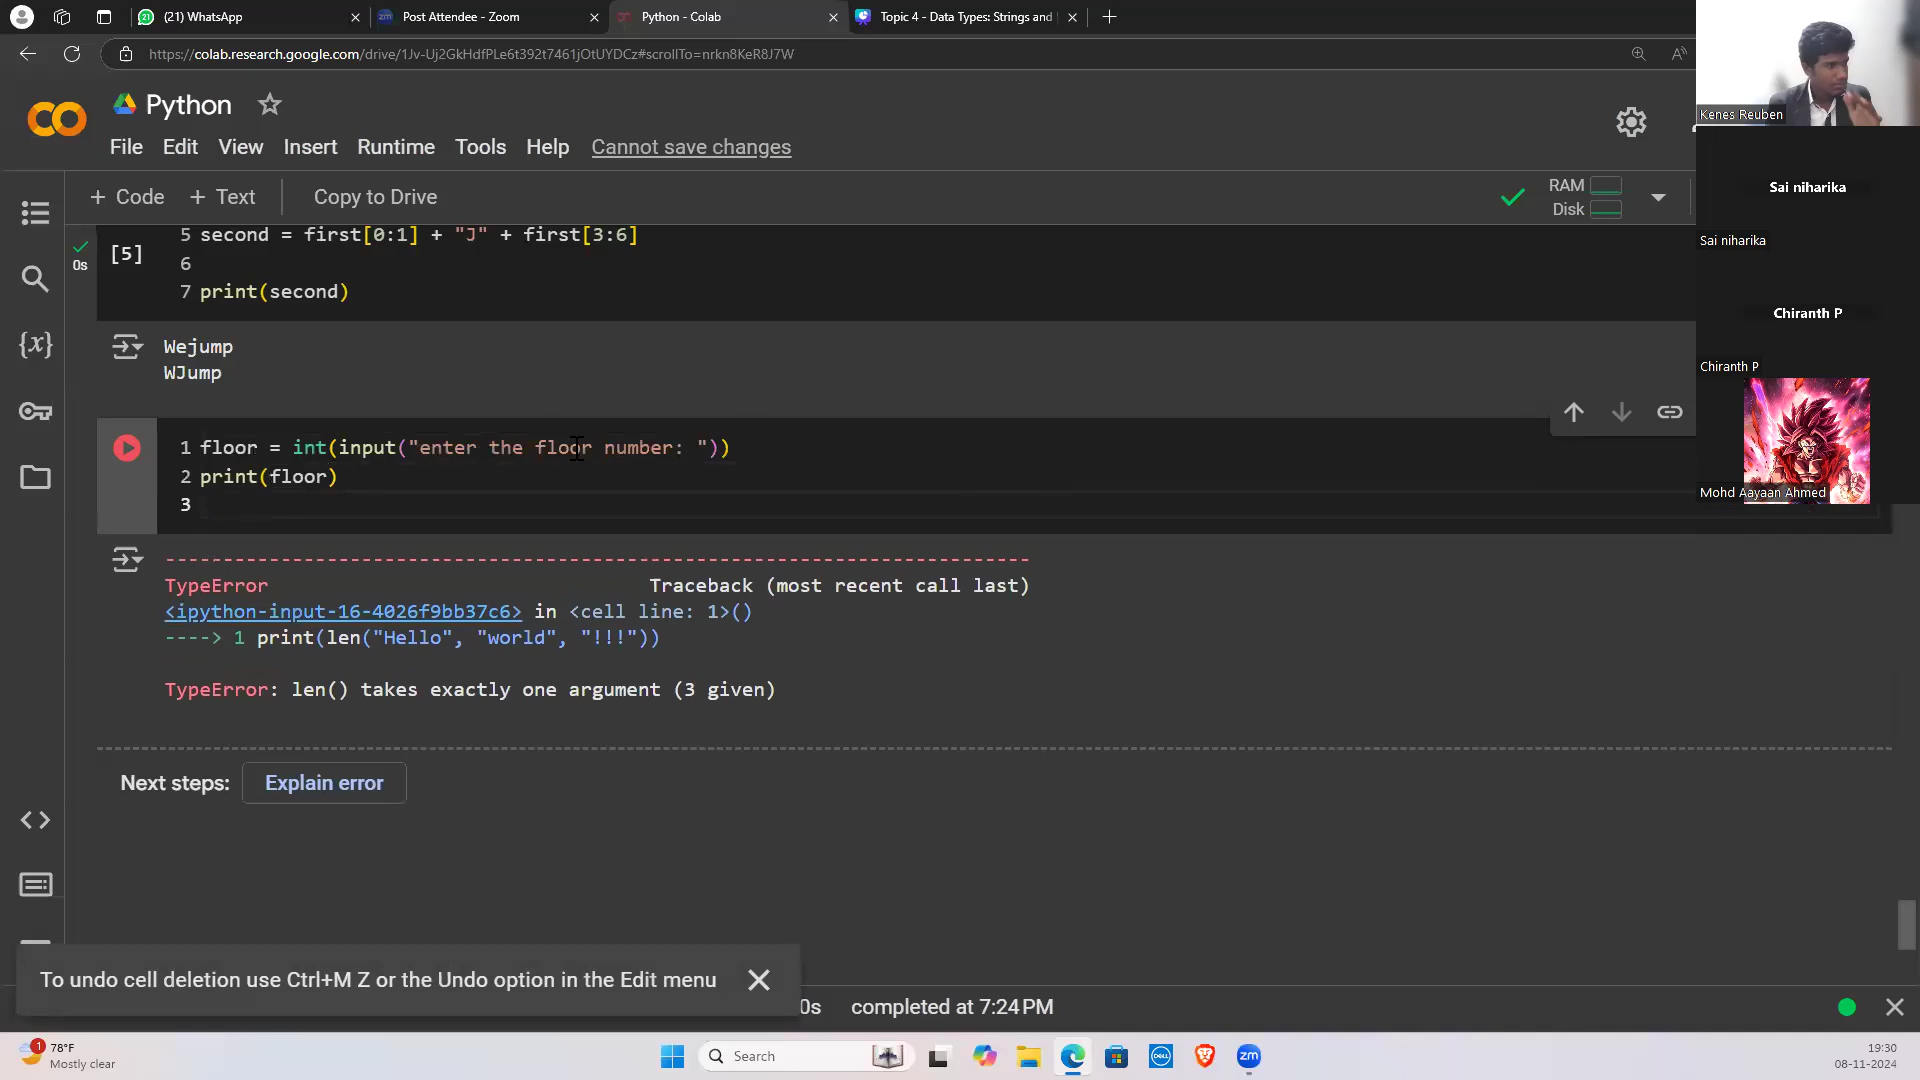 (21) WhatsApp
Post Attendee - Zoom
Python - Colab
Topic 4 - Data Types: Strings and
https://colab.research.google.com/drive/1Jv-Uj2GkHdfPLe6t392t7461jOtUYDCz#scrollTo=nrkn8KeR8J7W
Python
File Edit View Insert Runtime Tools Help Cannot save changes
+ Code + Text Copy to Drive
RAM
Disk
0s
[5]
5 second = first[0:1] + "J" + first[3:6]
6
7 print(second)
Wejump
WJump
1 floor = int(input("enter the floor number: "))
2 print(floor)
3
TypeError Traceback (most recent call last)
<ipython-input-16-4026f9bb37c6> in <cell line: 1>()
----> 1 print(len("Hello", "world", "!!!"))
TypeError: len() takes exactly one argument (3 given)
Next steps: Explain error
To undo cell deletion use Ctrl+M Z or the Undo option in the Edit menu
0s completed at 7:24 PM
Kenes Reuben
Sai niharika
Sai niharika
Chiranth P
Chiranth P
Mohd Aayaan Ahmed
1
78°F
Mostly clear
Search
DELL
zm
19:30
08-11-2024